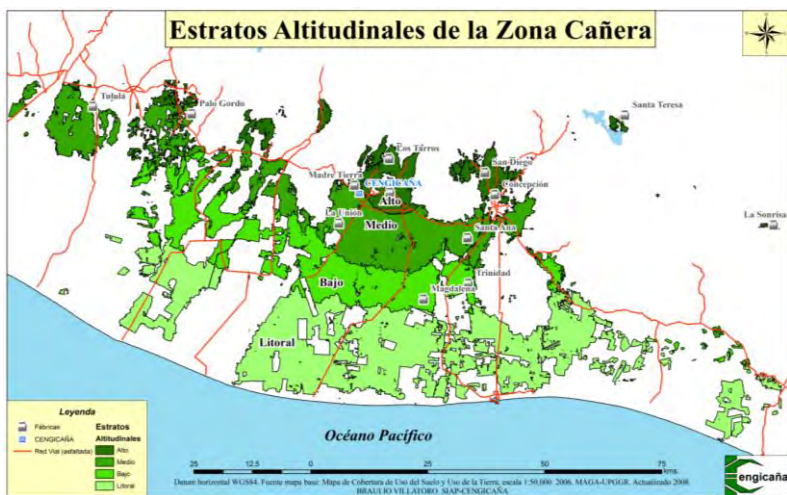 Estratos Altitudinales de la Zona Cañera
Tululá
Palo Gordo
Santa Teresa
Los Tarros
San Diego
Madre Tierra
CENGICAÑA
Concepción
Alto
La Unión
Medio
Santa Ana
La Sonrisa
Bajo
Trinidad
Magdalena
Litoral
Océano Pacífico
Leyenda
Fábricas
CENGICAÑA
Red Vial (asfaltada)
Estratos
Altitudinales
Alto
Medio
Bajo
Litoral
25 12.5 0 25 50 75
kms.
Datum horizontal WGS84. Fuente mapa base: Mapa de Cobertura de Uso del Suelo y Uso de la Tierra, escala 1:50,000. 2006. MAGA-UPGGR. Actualizado 2008.
BRAULIO VILLATORO SIAP-CENGICAÑA
engicaña